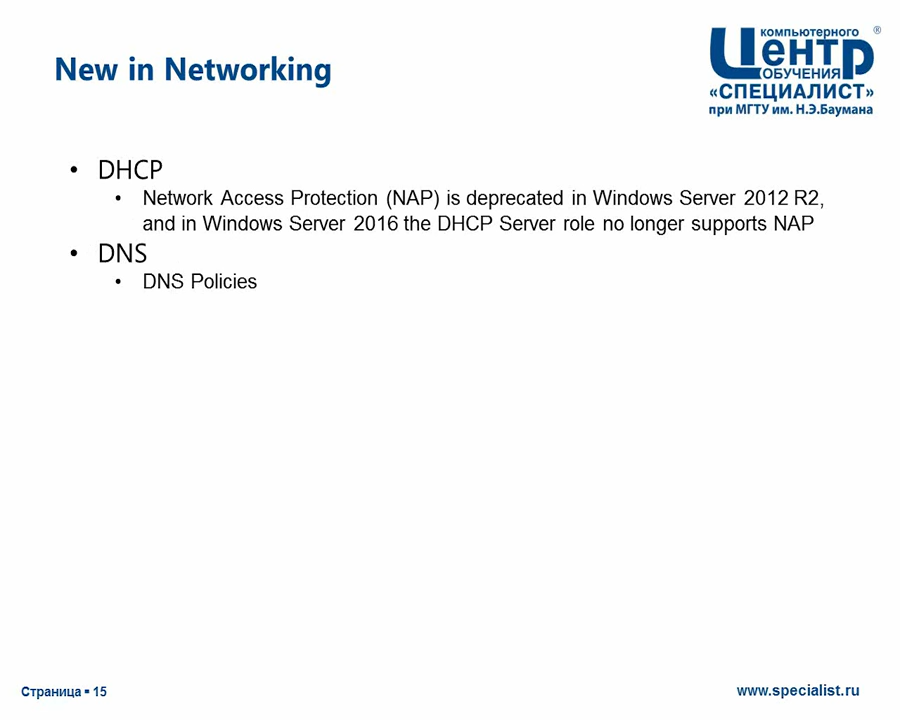 New in Networking
компьютерного
Центр®
ОБУЧЕНИЯ
«СПЕЦИАЛИСТ»
при МГТУ им. Н.Э.Баумана
• DHCP
• Network Access Protection (NAP) is deprecated in Windows Server 2012 R2,
and in Windows Server 2016 the DHCP Server role no longer supports NAP
• DNS
• DNS Policies
Страница ▪ 15
www.specialist.ru